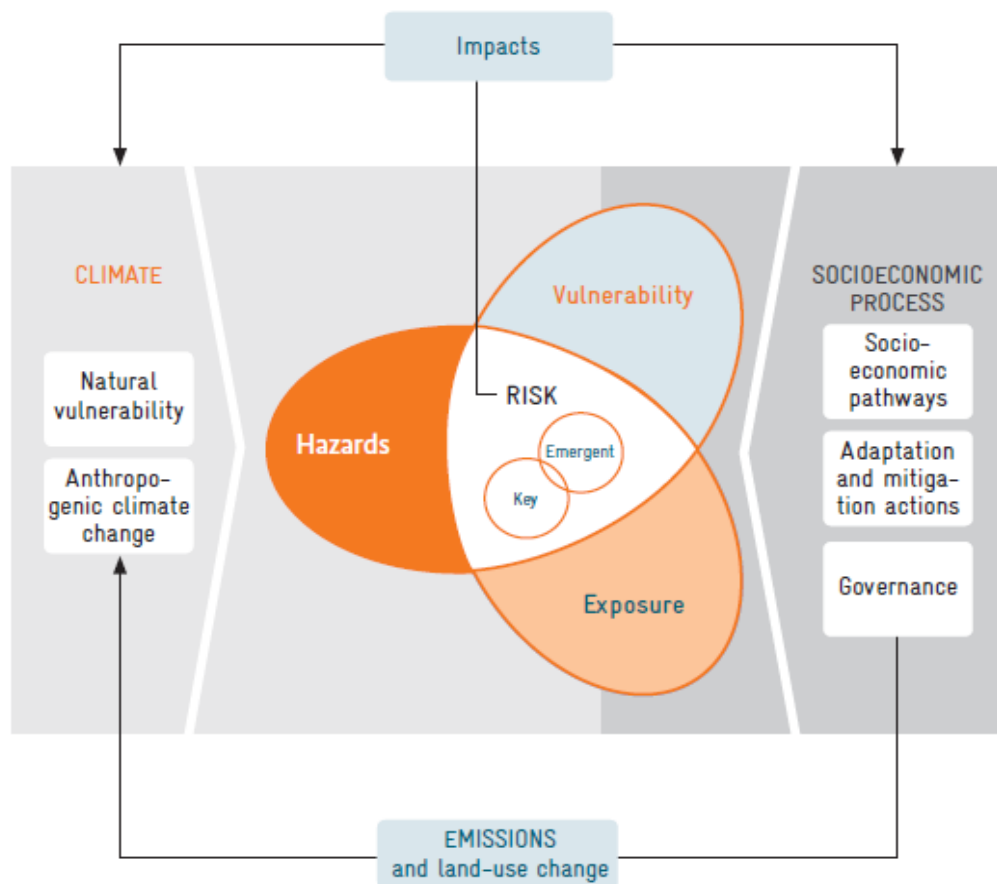 Impacts
CLIMATE
Natural
vulnerability
Anthropo-
genic climate
change
Hazards
Vulnerability
RISK
Emergent
Key
Exposure
SOCIOECONOMIC
PROCESS
Socio-
economic
pathways
Adaptation
and mitiga-
tion actions
Governance
EMISSIONS
and land-use change